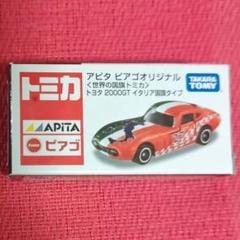 トミカ
アピタ ピアゴオリジナル
〈世界の国旗トミカ〉
トヨタ 2000GT イタリア国旗タイプ
TAKARA
TOMY
APiTA
ピアゴ